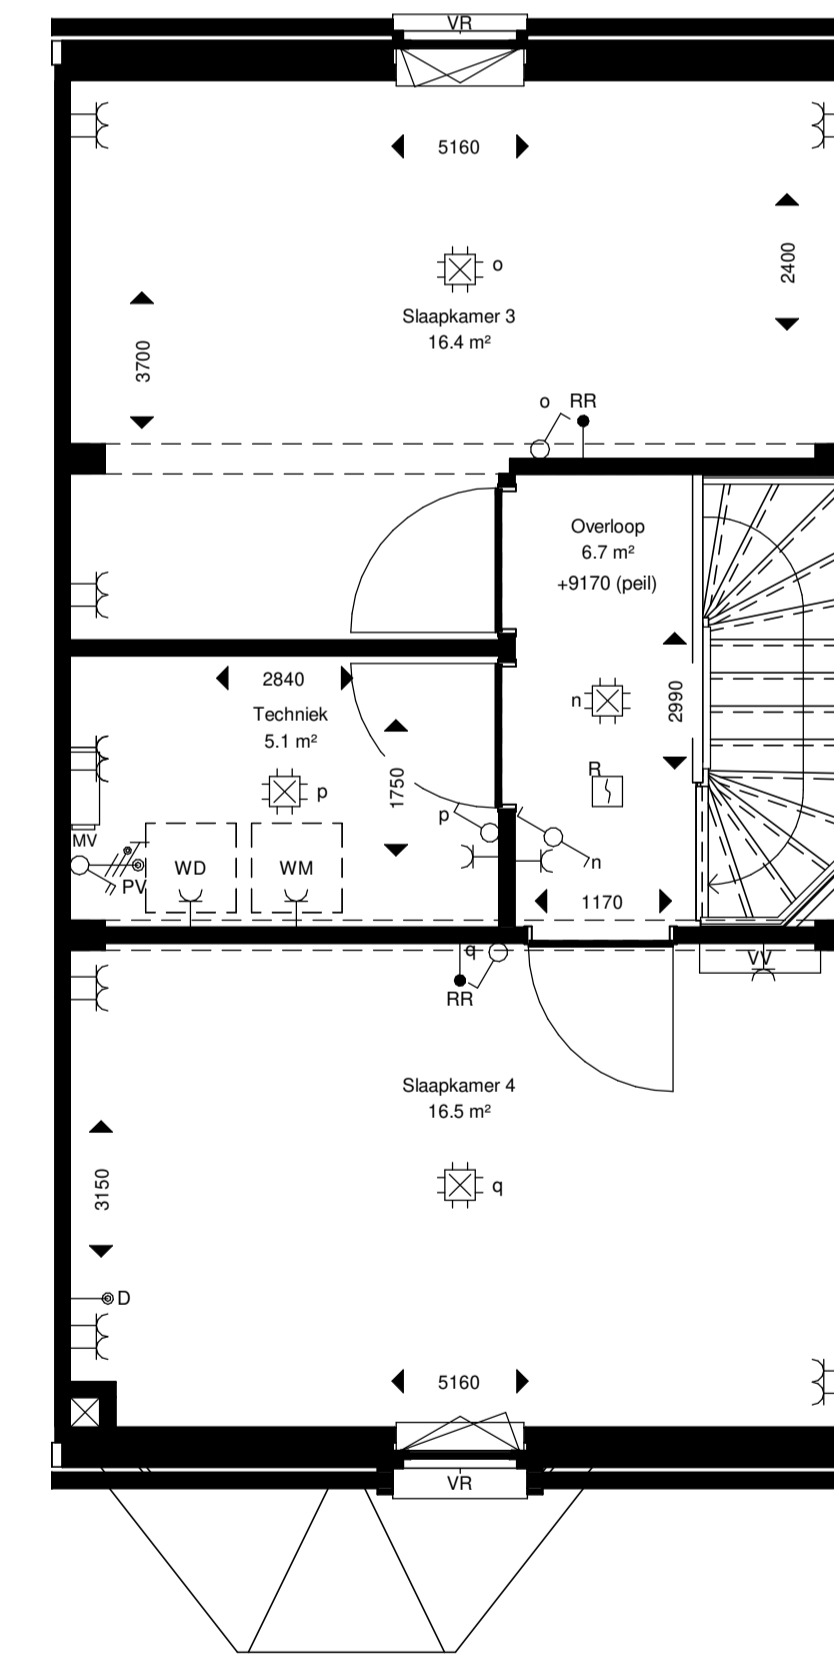 VR
5160
2400
o
Slaapkamer 3
16.4 m²
3700
o RR
Overloop
6.7 m²
+9170 (peil)
2840
Techniek
5.1 m²
2990
n
p
1750
R
p
MV
WD
WM
n
PV
1170
q
VV
RR
Slaapkamer 4
16.5 m²
3150
q
D
5160
VR